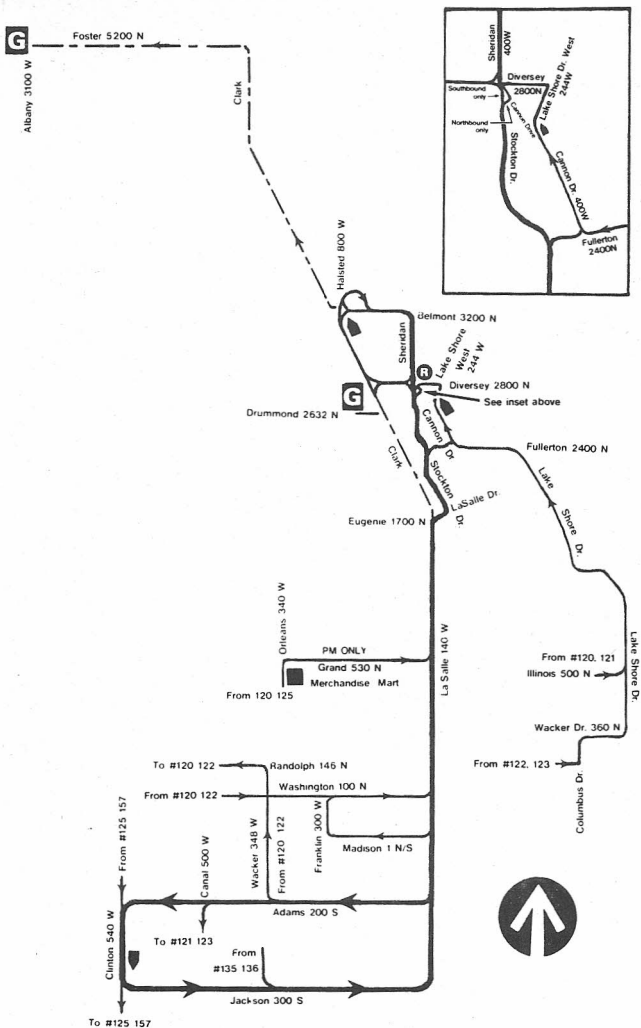 G
Foster 5200 N
Albany 3100 W
Clark
Sheridan
400W
Diversey
2800N
Lake Shore Dr. West
244W
Southbound
only
Northbound
only
Cannon Drive
Stockton Dr.
Cannon Dr 400W
Fullerton
2400N
Halsted 800 W
Belmont 3200 N
Sheridan
R
Lake Shore
West
244 W
Diversey 2800 N
See inset above
G
Drummond 2632 N
Cannon
Dr
Clark
Stockton
Dr.
Fullerton 2400 N
LaSalle Dr.
Lake
Shore
Dr.
Eugenie 1700 N
Orleans 340 W
PM ONLY
Grand 530 N
Merchandise Mart
From 120 125
La Salle 140 W
From #120, 121
Illinois 500 N
Lake Shore Dr.
Wacker Dr. 360 N
From #122, 123
Columbus Dr.
To #120 122
Randolph 146 N
From #120 122
Washington 100 N
From #125 157
Canal 500 W
Wacker 348 W
From #120 122
Franklin 300 W
Madison 1 N/S
Adams 200 S
Clinton 540 W
To #121 123
From
#135 136
Jackson 300 S
To #125 157